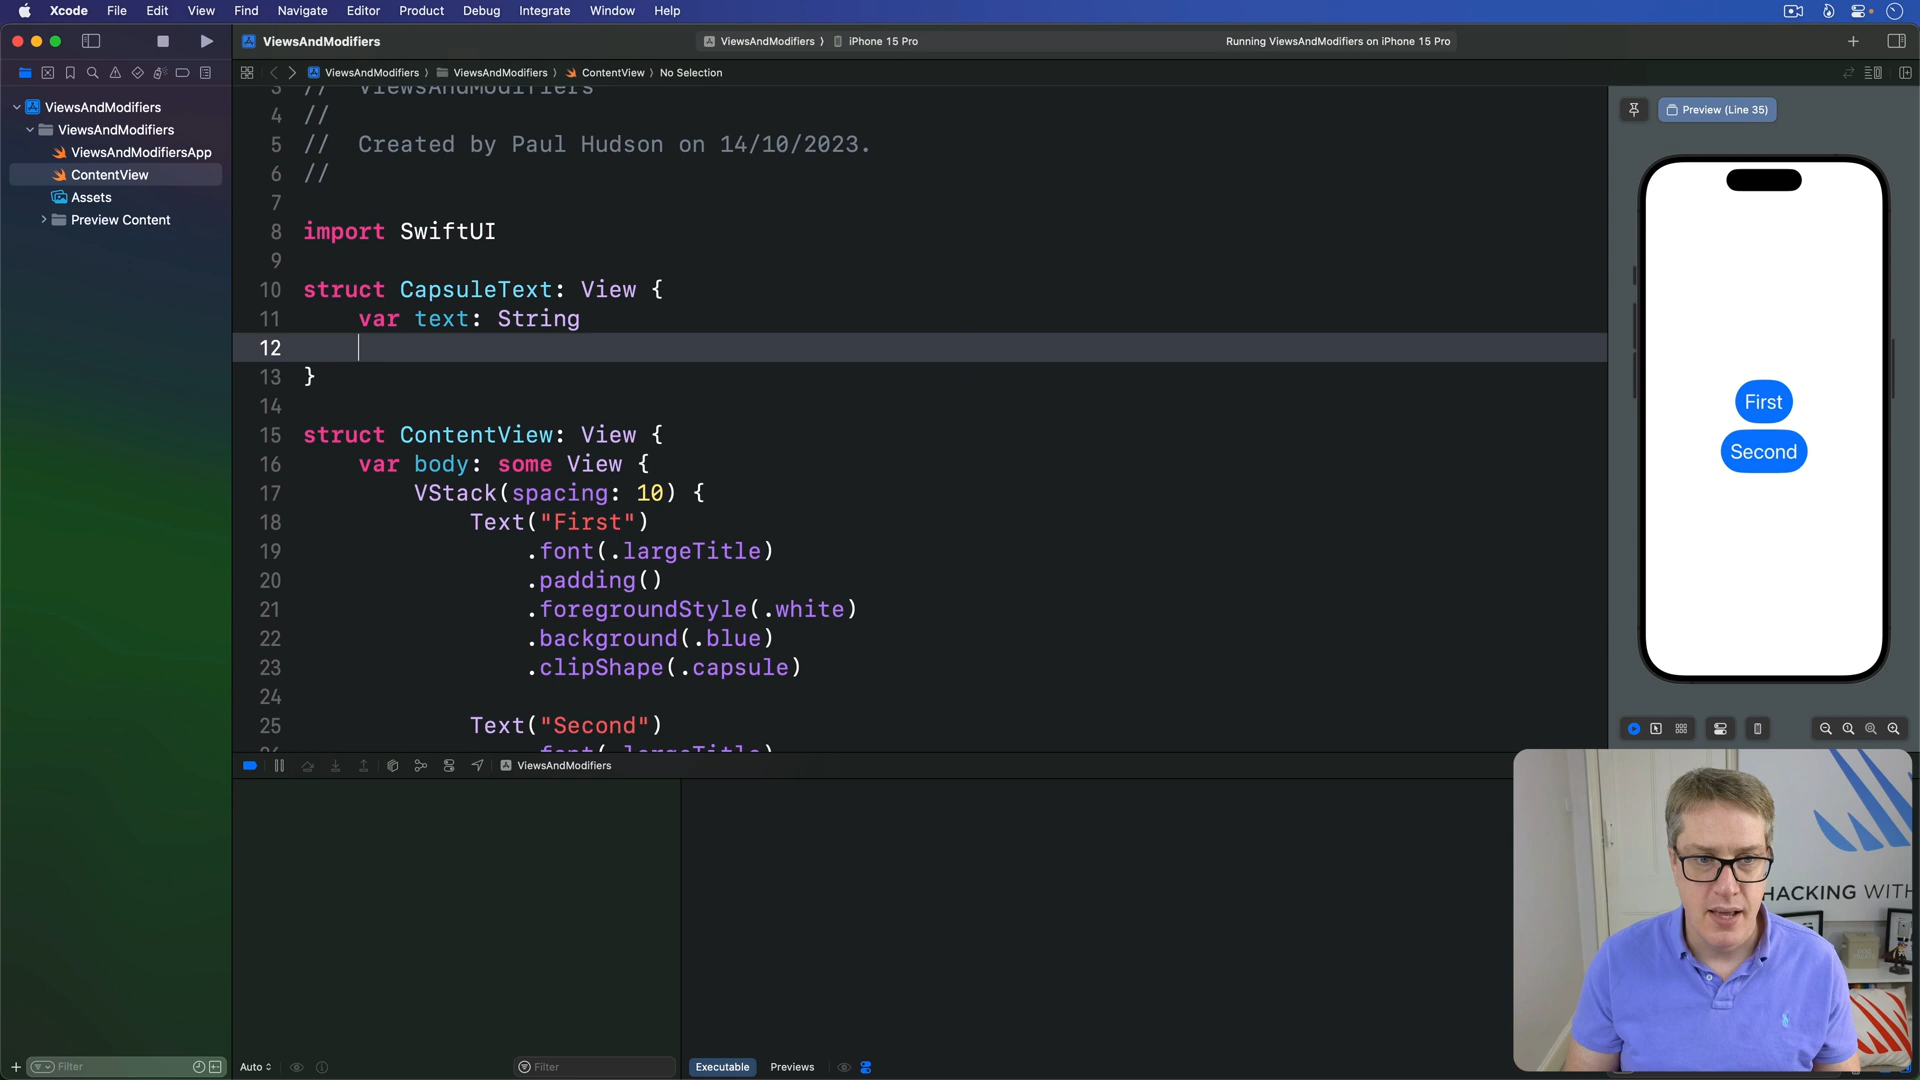 Xcode File Edit View Find Navigate Editor Product Debug Integrate Window Help
ViewsAndModifiers
ViewsAndModifiers 〉 iPhone 15 Pro
Running ViewsAndModifiers on iPhone 15 Pro
ViewsAndModifiers 〉 ViewsAndModifiers 〉 ContentView 〉 No Selection
ViewsAndModifiers
ViewsAndModifiers
ViewsAndModifiersApp
ContentView
Assets
Preview Content
3 // ViewsAndModifiers
4 //
5 // Created by Paul Hudson on 14/10/2023.
6 //
7
8 import SwiftUI
9
10 struct CapsuleText: View {
11 var text: String
12
13 }
14
15 struct ContentView: View {
16 var body: some View {
17 VStack(spacing: 10) {
18 Text("First")
19 .font(.largeTitle)
20 .padding()
21 .foregroundStyle(.white)
22 .background(.blue)
23 .clipShape(.capsule)
24
25 Text("Second")
26 .font(.largeTitle)
Preview (Line 35)
First
Second
ViewsAndModifiers
HACKING WITH
Filter
Auto
Filter
Executable
Previews